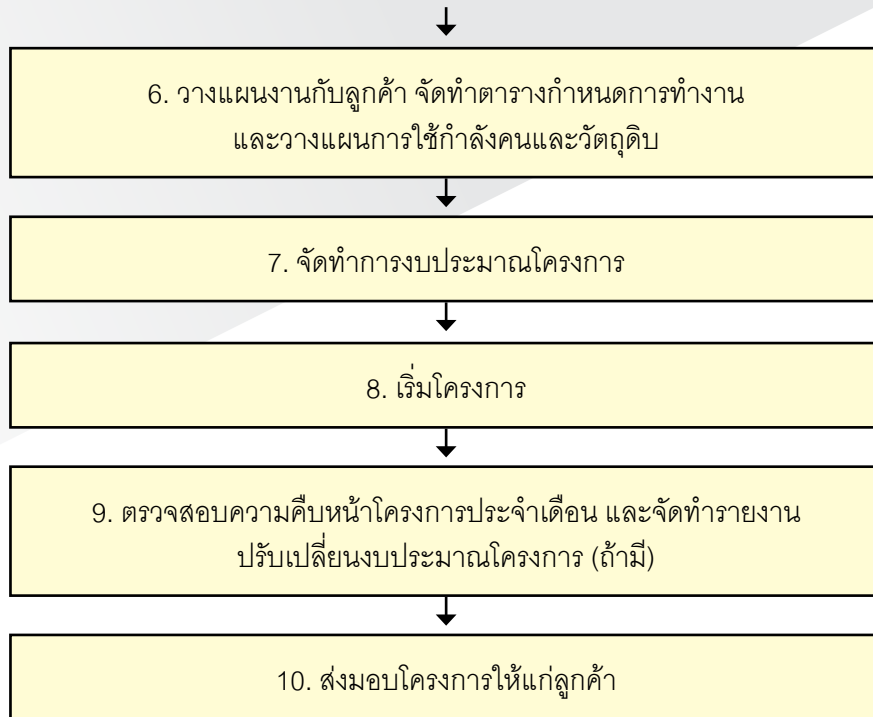 6. วางแผนงานกับลูกค้า จัดทำตารางกำหนดการทำงาน
และวางแผนการใช้กำลังคนและวัตถุดิบ
7. จัดทำการงบประมาณโครงการ
8. เริ่มโครงการ
9. ตรวจสอบความคืบหน้าโครงการประจำเดือน และจัดทำรายงาน
ปรับเปลี่ยนงบประมาณโครงการ (ถ้ามี)
10. ส่งมอบโครงการให้แก่ลูกค้า